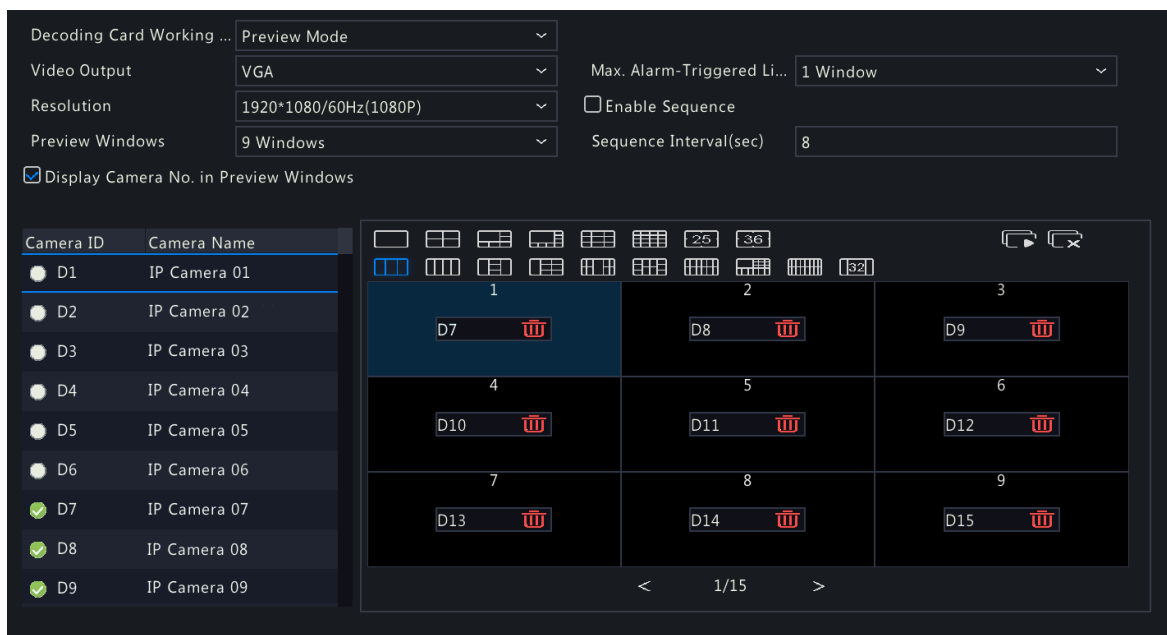 Decoding Card Working ... Preview Mode
Video Output VGA Max. Alarm-Triggered Li... 1 Window
Resolution 1920*1080/60Hz(1080P) Enable Sequence
Preview Windows 9 Windows Sequence Interval(sec) 8
Display Camera No. in Preview Windows
Camera ID Camera Name
D1 IP Camera 01
D2 IP Camera 02
D3 IP Camera 03
D4 IP Camera 04
D5 IP Camera 05
D6 IP Camera 06
D7 IP Camera 07
D8 IP Camera 08
D9 IP Camera 09
25 36
32
1 2 3
D7 D8 D9
4 5 6
D10 D11 D12
7 8 9
D13 D14 D15
< 1/15 >